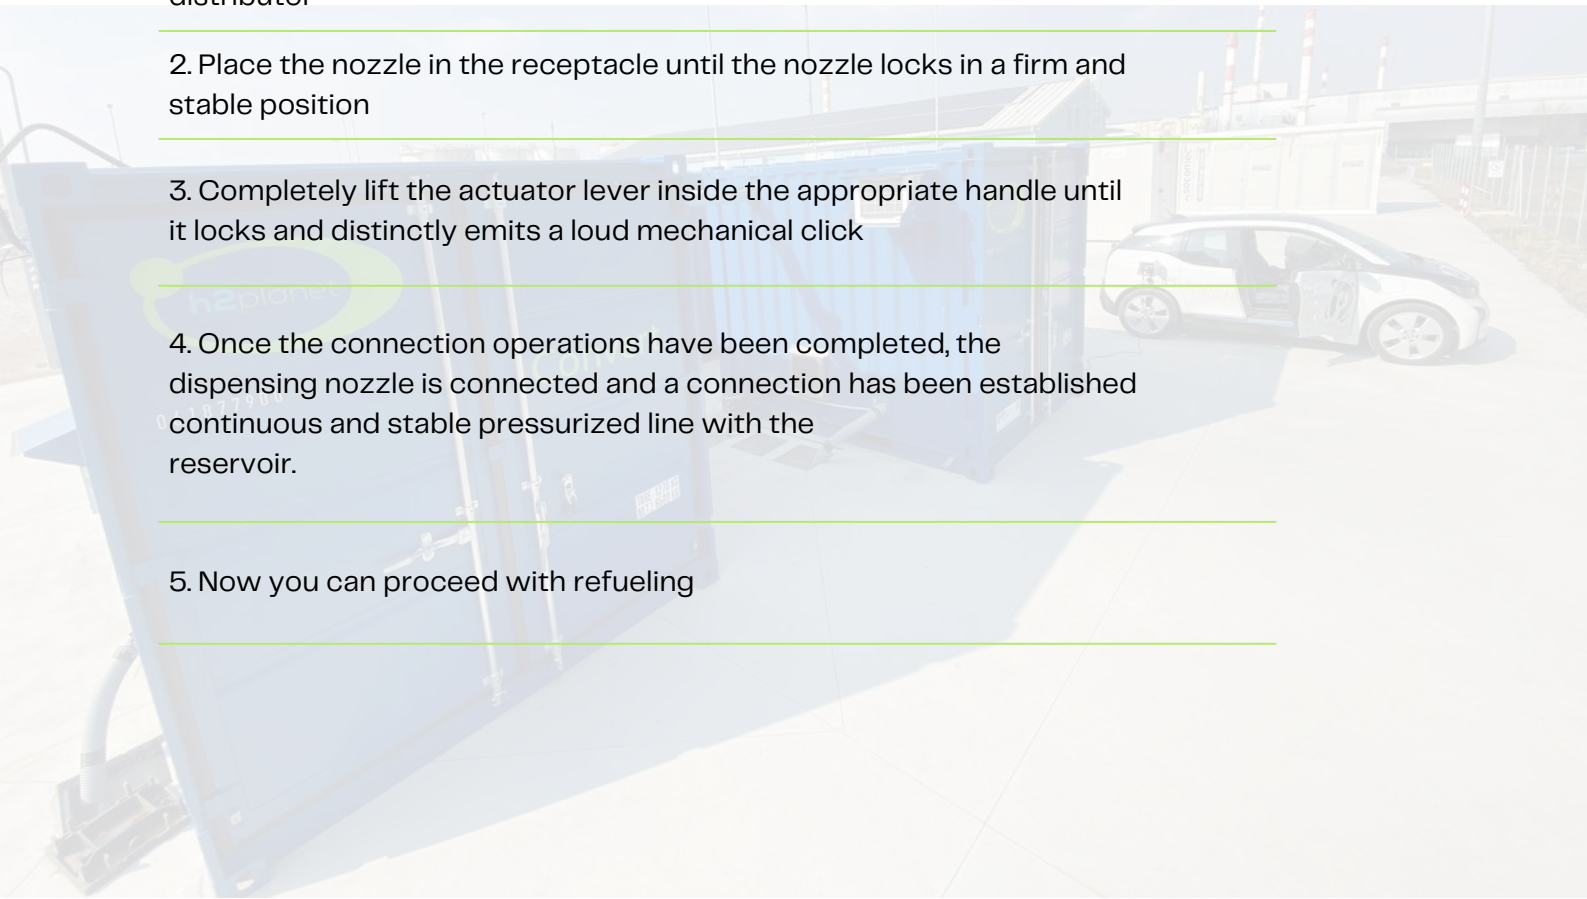 distributor
2. Place the nozzle in the receptacle until the nozzle locks in a firm and
stable position
3. Completely lift the actuator lever inside the appropriate handle until
it locks and distinctly emits a loud mechanical click
4. Once the connection operations have been completed, the
dispensing nozzle is connected and a connection has been established
continuous and stable pressurized line with the
reservoir.
5. Now you can proceed with refueling
h2planet